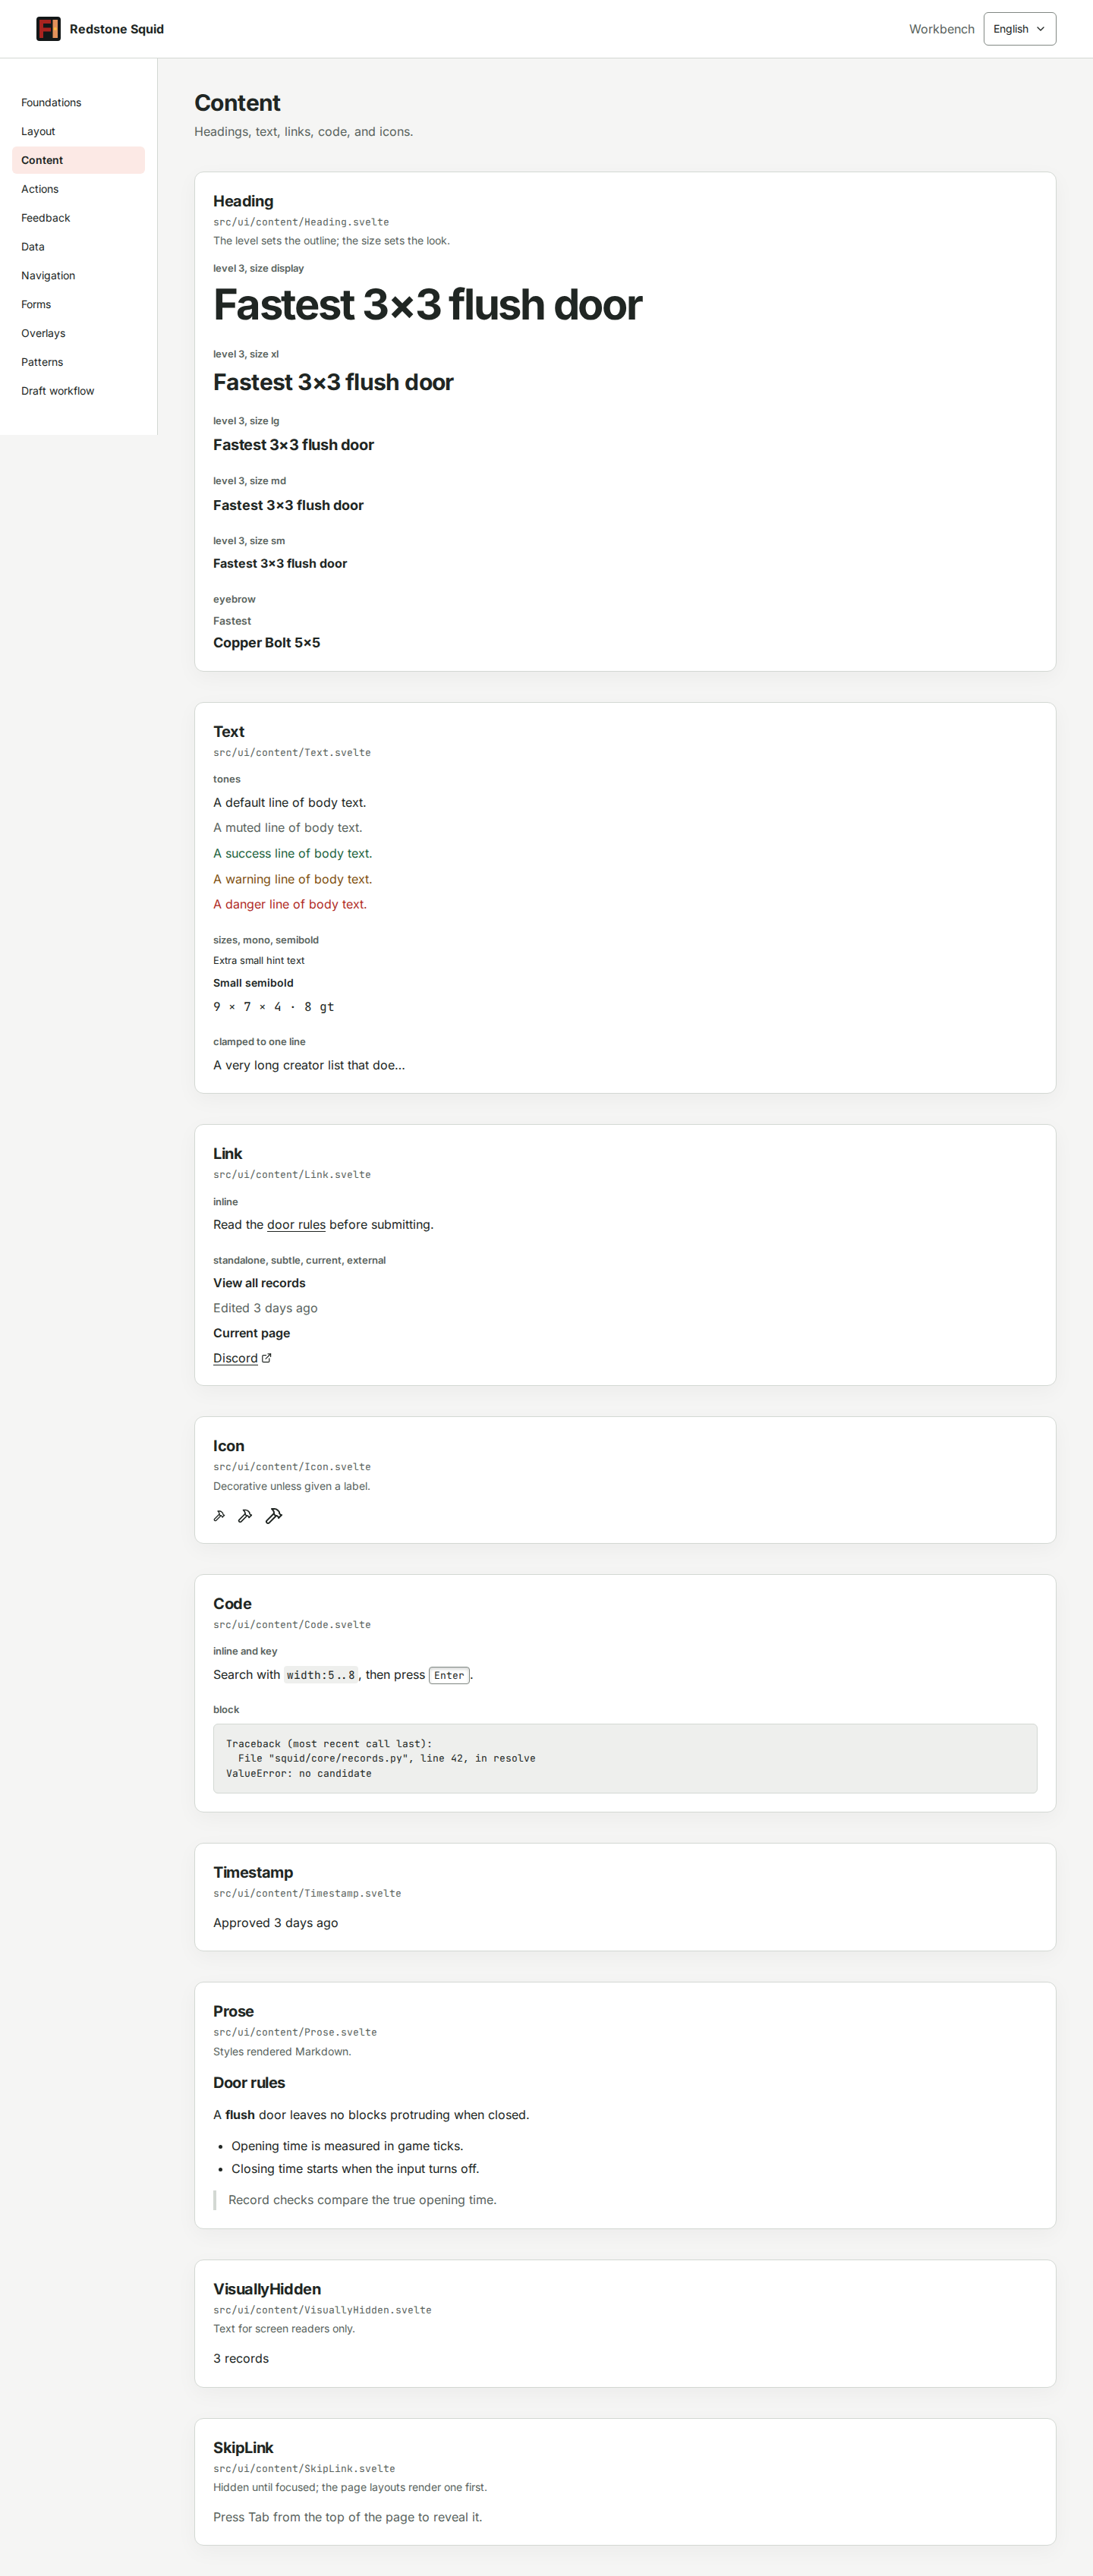 Redstone Squid
Workbench
English
Foundations
Layout
Content
Actions
Feedback
Data
Navigation
Forms
Overlays
Patterns
Draft workflow
Content
Headings, text, links, code, and icons.
Heading
src/ui/content/Heading.svelte
The level sets the outline; the size sets the look.
level 3, size display
Fastest 3×3 flush door
level 3, size xl
Fastest 3×3 flush door
level 3, size lg
Fastest 3×3 flush door
level 3, size md
Fastest 3×3 flush door
level 3, size sm
Fastest 3×3 flush door
eyebrow
Fastest
Copper Bolt 5×5
Text
src/ui/content/Text.svelte
tones
A default line of body text.
A muted line of body text.
A success line of body text.
A warning line of body text.
A danger line of body text.
sizes, mono, semibold
Extra small hint text
Small semibold
9 × 7 × 4 · 8 gt
clamped to one line
A very long creator list that doe…
Link
src/ui/content/Link.svelte
inline
Read the door rules before submitting.
standalone, subtle, current, external
View all records
Edited 3 days ago
Current page
Discord
Icon
src/ui/content/Icon.svelte
Decorative unless given a label.
Code
src/ui/content/Code.svelte
inline and key
Search with width:5..8, then press Enter.
block
Traceback (most recent call last):
  File "squid/core/records.py", line 42, in resolve
ValueError: no candidate
Timestamp
src/ui/content/Timestamp.svelte
Approved 3 days ago
Prose
src/ui/content/Prose.svelte
Styles rendered Markdown.
Door rules
A flush door leaves no blocks protruding when closed.
• Opening time is measured in game ticks.
• Closing time starts when the input turns off.
Record checks compare the true opening time.
VisuallyHidden
src/ui/content/VisuallyHidden.svelte
Text for screen readers only.
3 records
SkipLink
src/ui/content/SkipLink.svelte
Hidden until focused; the page layouts render one first.
Press Tab from the top of the page to reveal it.